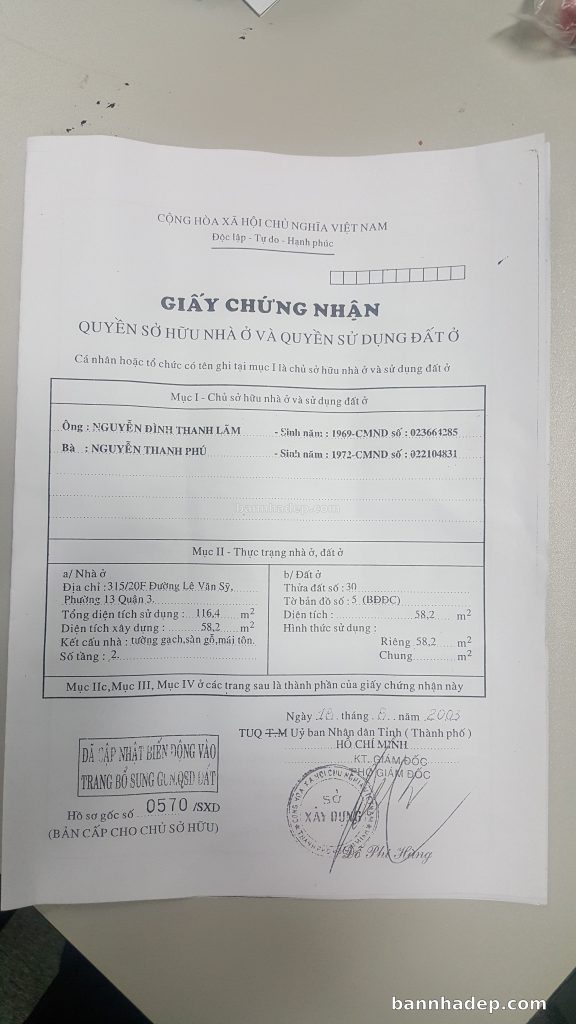 CỘNG HÒA XÃ HỘI CHỦ NGHĨA VIỆT NAM
Độc lập - Tự do - Hạnh phúc
GIẤY CHỨNG NHẬN
QUYỀN SỞ HỮU NHÀ Ở VÀ QUYỀN SỬ DỤNG ĐẤT Ở
Cá nhân hoặc tổ chức có tên ghi tại mục I là chủ sở hữu nhà ở và sử dụng đất ở
Mục I - Chủ sở hữu nhà ở và sử dụng đất ở
Ông : NGUYỄN ĐÌNH THANH LÃM - Sinh năm : 1969-CMND số : 023664285
Bà : NGUYỄN THANH PHÚ - Sinh năm : 1972-CMND số : 022104831
bannhadep.com
Mục II - Thực trạng nhà ở, đất ở
a/ Nhà ở
Địa chỉ : 315/20F Đường Lê Văn Sỹ,
Phường 13 Quận 3.
Tổng diện tích sử dụng : 116,4 m²
Diện tích xây dựng : 58,2 m²
Kết cấu nhà : tường gạch,sàn gỗ,mái tôn.
Số tầng : 2.
b/ Đất ở
Thửa đất số : 30
Tờ bản đồ số : 5 (BĐĐC)
Diện tích : 58,2 m²
Hình thức sử dụng :
Riêng 58,2 m²
Chung m²
Mục IIc,Mục III, Mục IV ở các trang sau là thành phần của giấy chứng nhận này
Ngày 18 tháng 8 năm 2003
TUQ T.M Uỷ ban Nhân dân Tỉnh ( Thành phố )
HỒ CHÍ MINH
KT. GIÁM ĐỐC
PHÓ GIÁM ĐỐC
SỞ
XÂY DỰNG
Đỗ Phi Hùng
ĐÃ CẬP NHẬT BIẾN ĐỘNG VÀO
TRANG BỔ SUNG GCN.QSD ĐẤT
Hồ sơ gốc số 0570 /SXD
(BẢN CẤP CHO CHỦ SỞ HỮU)
bannhadep.com